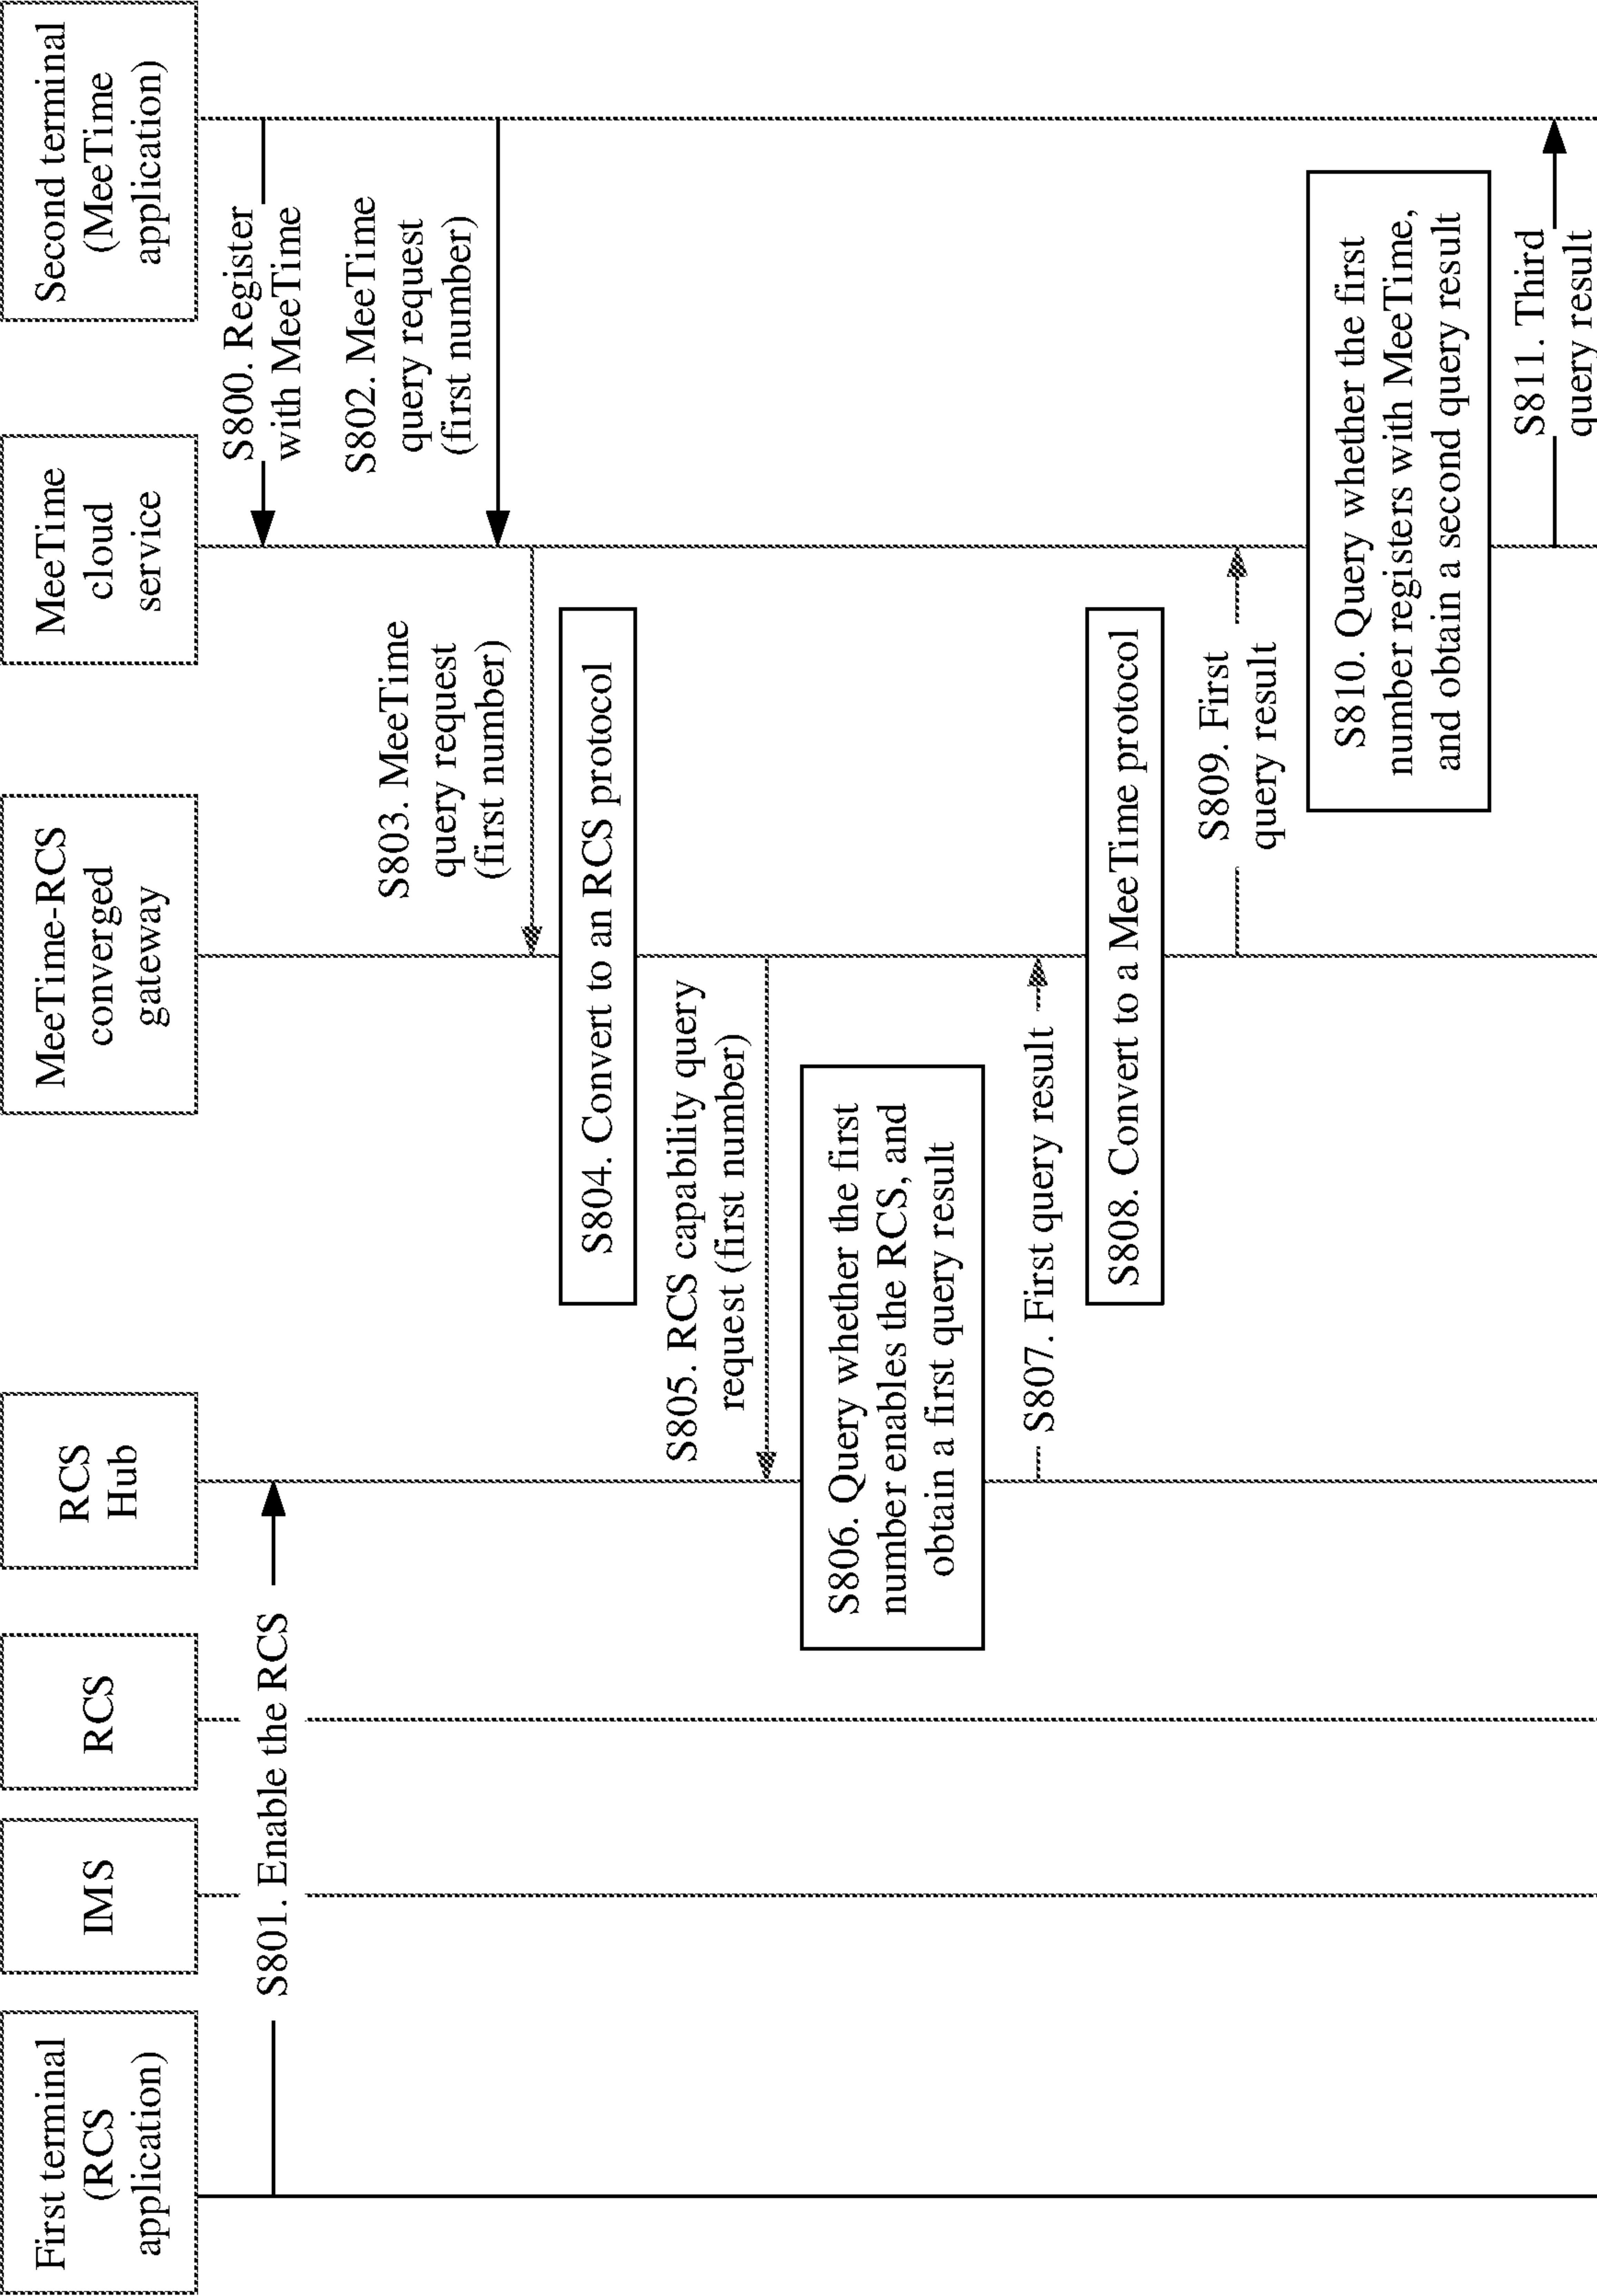 First terminal
(RCS
application)
IMS
RCS
RCS
Hub
MeeTime-RCS
converged
gateway
MeeTime
cloud
service
Second terminal
(MeeTime
application)
S800. Register
with MeeTime
S801. Enable the RCS
S802. MeeTime
query request
(first number)
S803. MeeTime
query request
(first number)
S804. Convert to an RCS protocol
S805. RCS capability query
request (first number)
S806. Query whether the first
number enables the RCS, and
obtain a first query result
S807. First query result
S808. Convert to a MeeTime protocol
S809. First
query result
S810. Query whether the first
number registers with MeeTime,
and obtain a second query result
S811. Third
query result